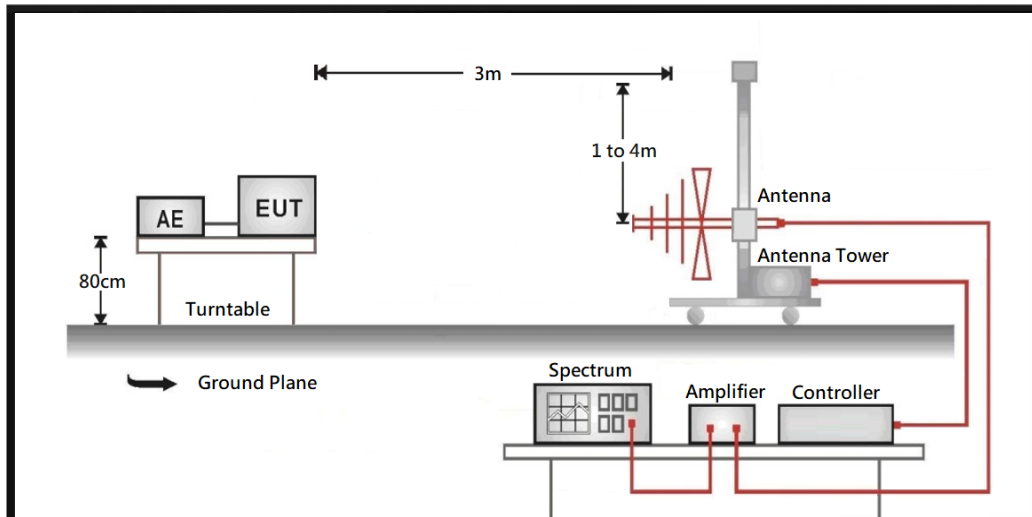 3m
1 to 4m
Antenna
AE
EUT
Antenna Tower
80cm
Turntable
Ground Plane
Spectrum
Amplifier
Controller